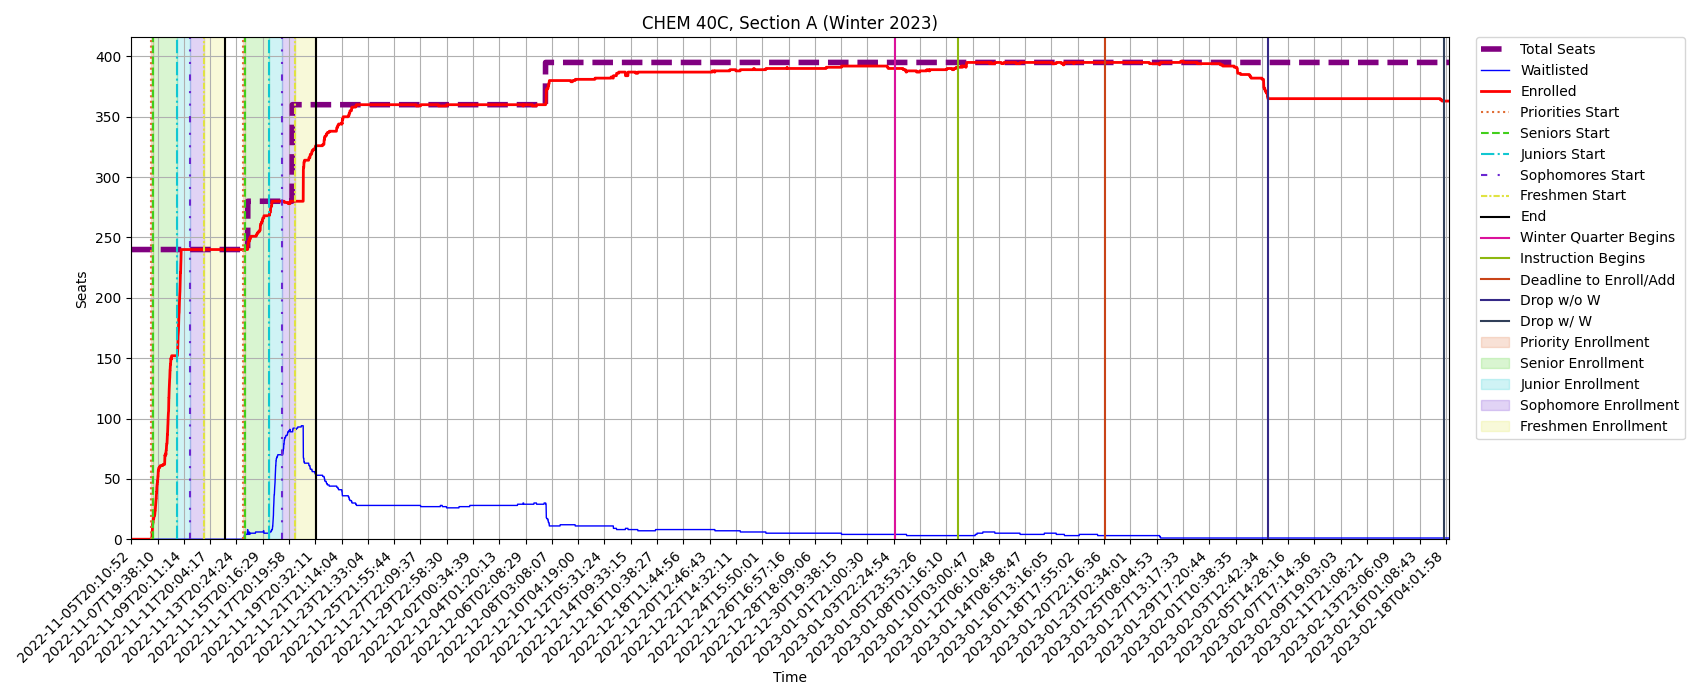 CHEM 40C, Section A (Winter 2023)
Seats
400
350
300
250
200
150
100
50
0
2022-11-05T20:10:52
2022-11-07T19:38:10
2022-11-09T20:11:14
2022-11-11T20:04:17
2022-11-13T20:24:24
2022-11-15T20:16:29
2022-11-17T20:19:58
2022-11-19T20:32:11
2022-11-21T21:14:04
2022-11-23T21:33:04
2022-11-25T21:55:44
2022-11-27T22:09:37
2022-11-29T22:58:30
2022-12-02T00:34:39
2022-12-04T01:20:13
2022-12-06T02:08:29
2022-12-08T03:08:07
2022-12-10T04:19:00
2022-12-12T05:31:24
2022-12-14T09:33:15
2022-12-16T10:38:27
2022-12-18T11:44:56
2022-12-20T12:46:43
2022-12-22T14:32:11
2022-12-24T15:50:01
2022-12-26T16:57:16
2022-12-28T18:09:06
2022-12-30T19:38:15
2023-01-01T21:00:30
2023-01-03T22:24:54
2023-01-05T23:53:26
2023-01-08T01:16:10
2023-01-10T03:00:47
2023-01-12T06:10:48
2023-01-14T09:58:47
2023-01-16T13:16:05
2023-01-18T17:55:02
2023-01-20T22:16:36
2023-01-23T02:34:01
2023-01-25T08:04:53
2023-01-27T13:17:33
2023-01-29T17:20:44
2023-02-01T10:38:35
2023-02-03T12:42:34
2023-02-05T14:28:16
2023-02-07T17:14:36
2023-02-09T19:03:03
2023-02-11T21:08:21
2023-02-13T23:06:09
2023-02-16T01:08:43
2023-02-18T04:01:58
Time
Total Seats
Waitlisted
Enrolled
Priorities Start
Seniors Start
Juniors Start
Sophomores Start
Freshmen Start
End
Winter Quarter Begins
Instruction Begins
Deadline to Enroll/Add
Drop w/o W
Drop w/ W
Priority Enrollment
Senior Enrollment
Junior Enrollment
Sophomore Enrollment
Freshmen Enrollment